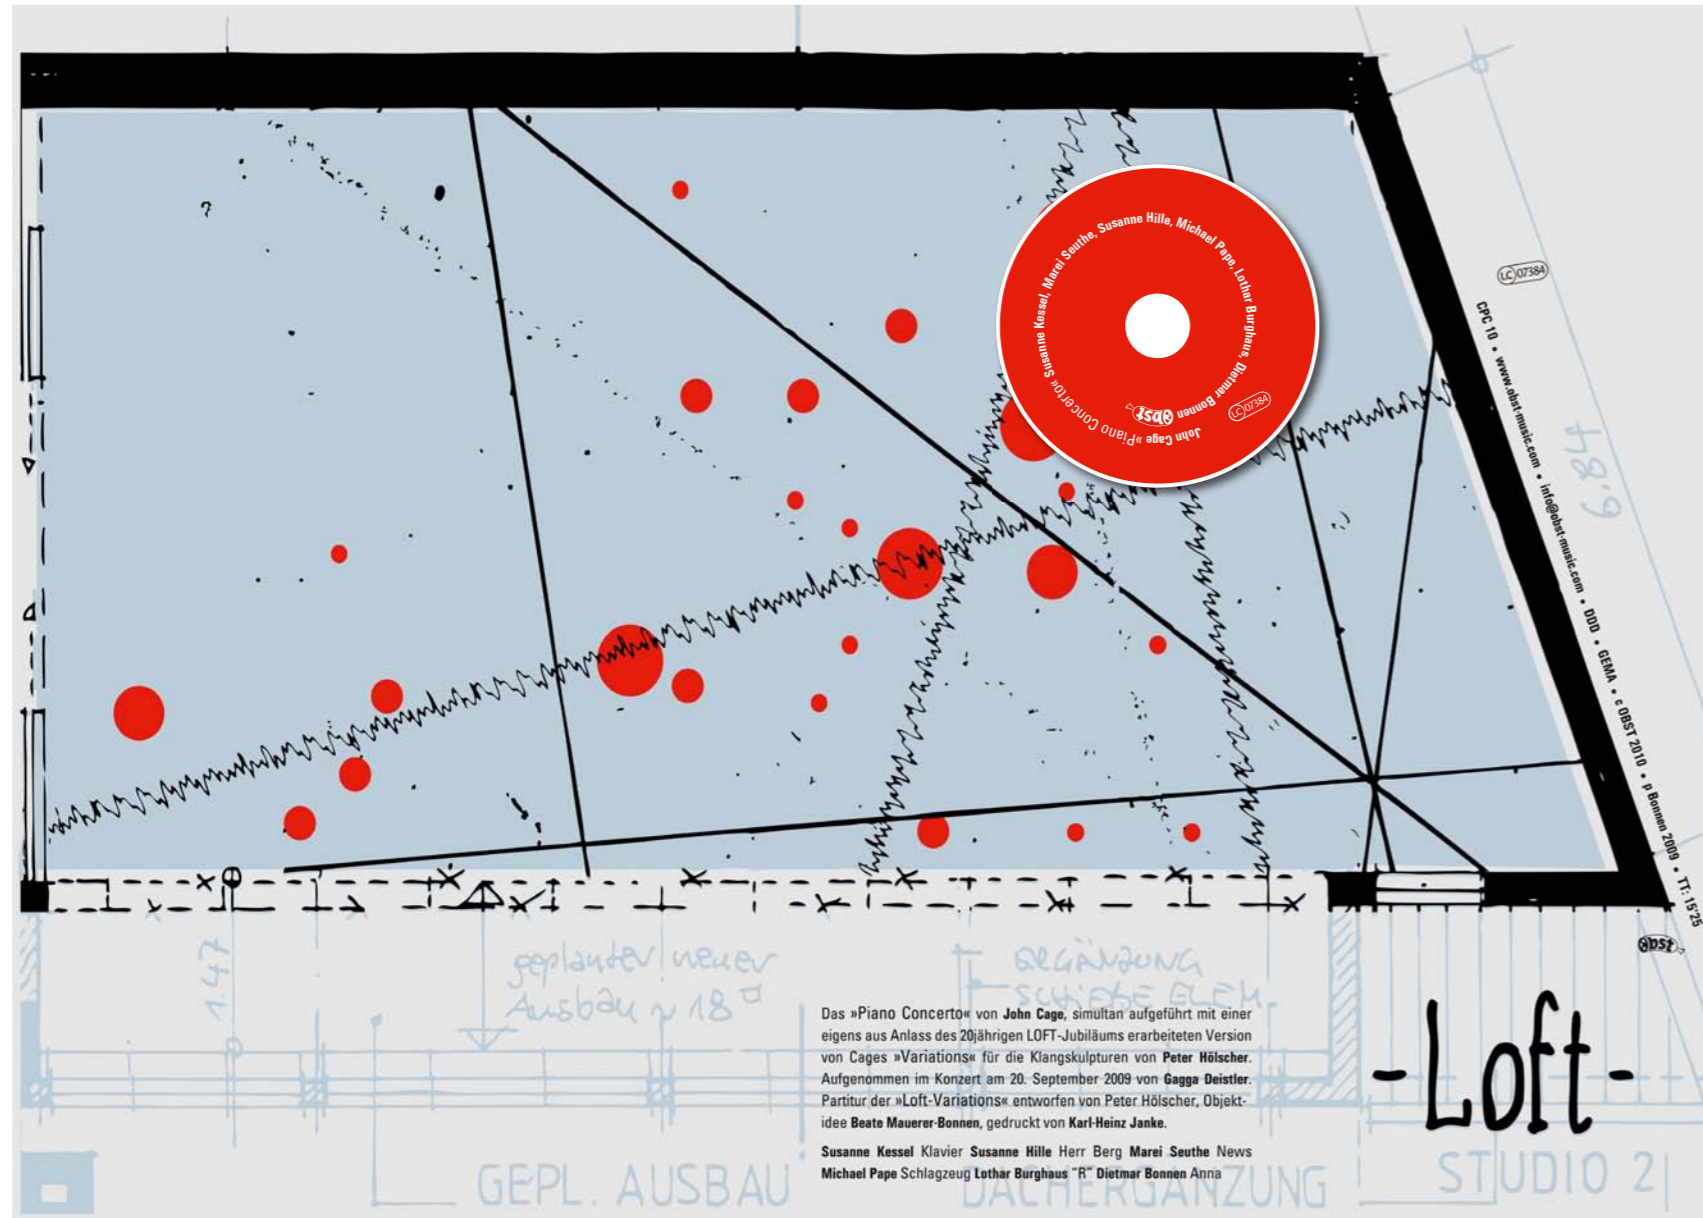 John Cage »Piano Concerto« Susanne Kessel, Marei Seuthe, Susanne Hille, Michael Pape, Lothar Burghaus, Dietmar Bonnen
Obst
LC 07384
LC 07384
CPC 10 • www.obst-music.com • info@obst-music.com • DDD • GEMA • c OBST 2010 • p Bonnen 2009 • TT: 15'25
Obst
6.84
1.47
geplanter neuer
Ausbau ~ 18
ERGÄNZUNG
SCHIEBE ELEM.
Das »Piano Concerto« von John Cage, simultan aufgeführt mit einer
eigens aus Anlass des 20jährigen LOFT-Jubiläums erarbeiteten Version
von Cages »Variations« für die Klangskulpturen von Peter Hölscher.
Aufgenommen im Konzert am 20. September 2009 von Gagga Deistler.
Partitur der »Loft-Variations« entworfen von Peter Hölscher, Objekt-
idee Beate Mauerer-Bonnen, gedruckt von Karl-Heinz Janke.
Susanne Kessel Klavier Susanne Hille Herr Berg Marei Seuthe News
Michael Pape Schlagzeug Lothar Burghaus "R" Dietmar Bonnen Anna
-Loft-
GEPL. AUSBAU
DACHERGÄNZUNG
STUDIO 2